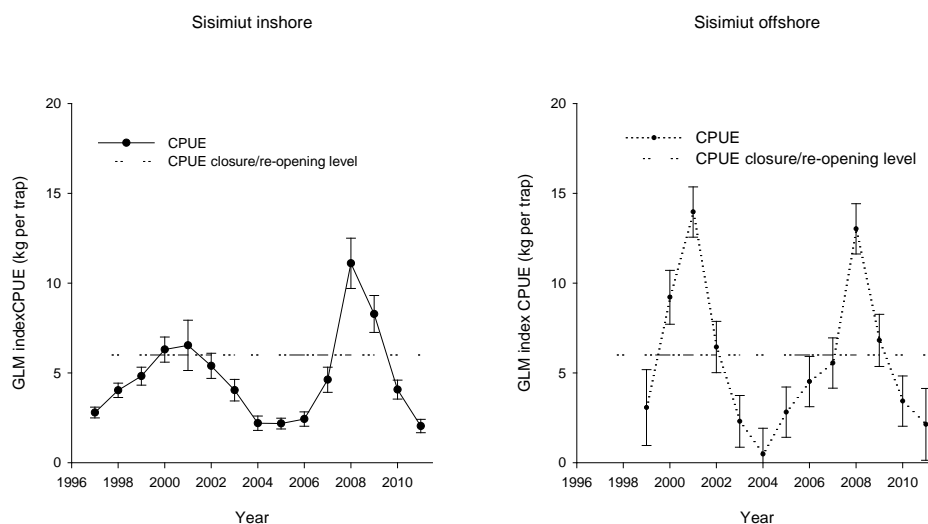 Sisimiut inshore
20
15
10
5
0
GLM indexCPUE (kg per trap)
CPUE
CPUE closure/re-opening level
1996 1998 2000 2002 2004 2006 2008 2010
Year
Sisimiut offshore
20
15
10
5
0
GLM index CPUE (kg per trap)
CPUE
CPUE closure/re-opening level
1996 1998 2000 2002 2004 2006 2008 2010
Year